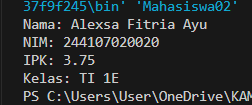 37f9f245\bin' 'Mahasiswa02'
Nama: Alexsa Fitria Ayu
NIM: 244107020020
IPK: 3.75
Kelas: TI 1E
PS C:\Users\User\OneDrive\KAM